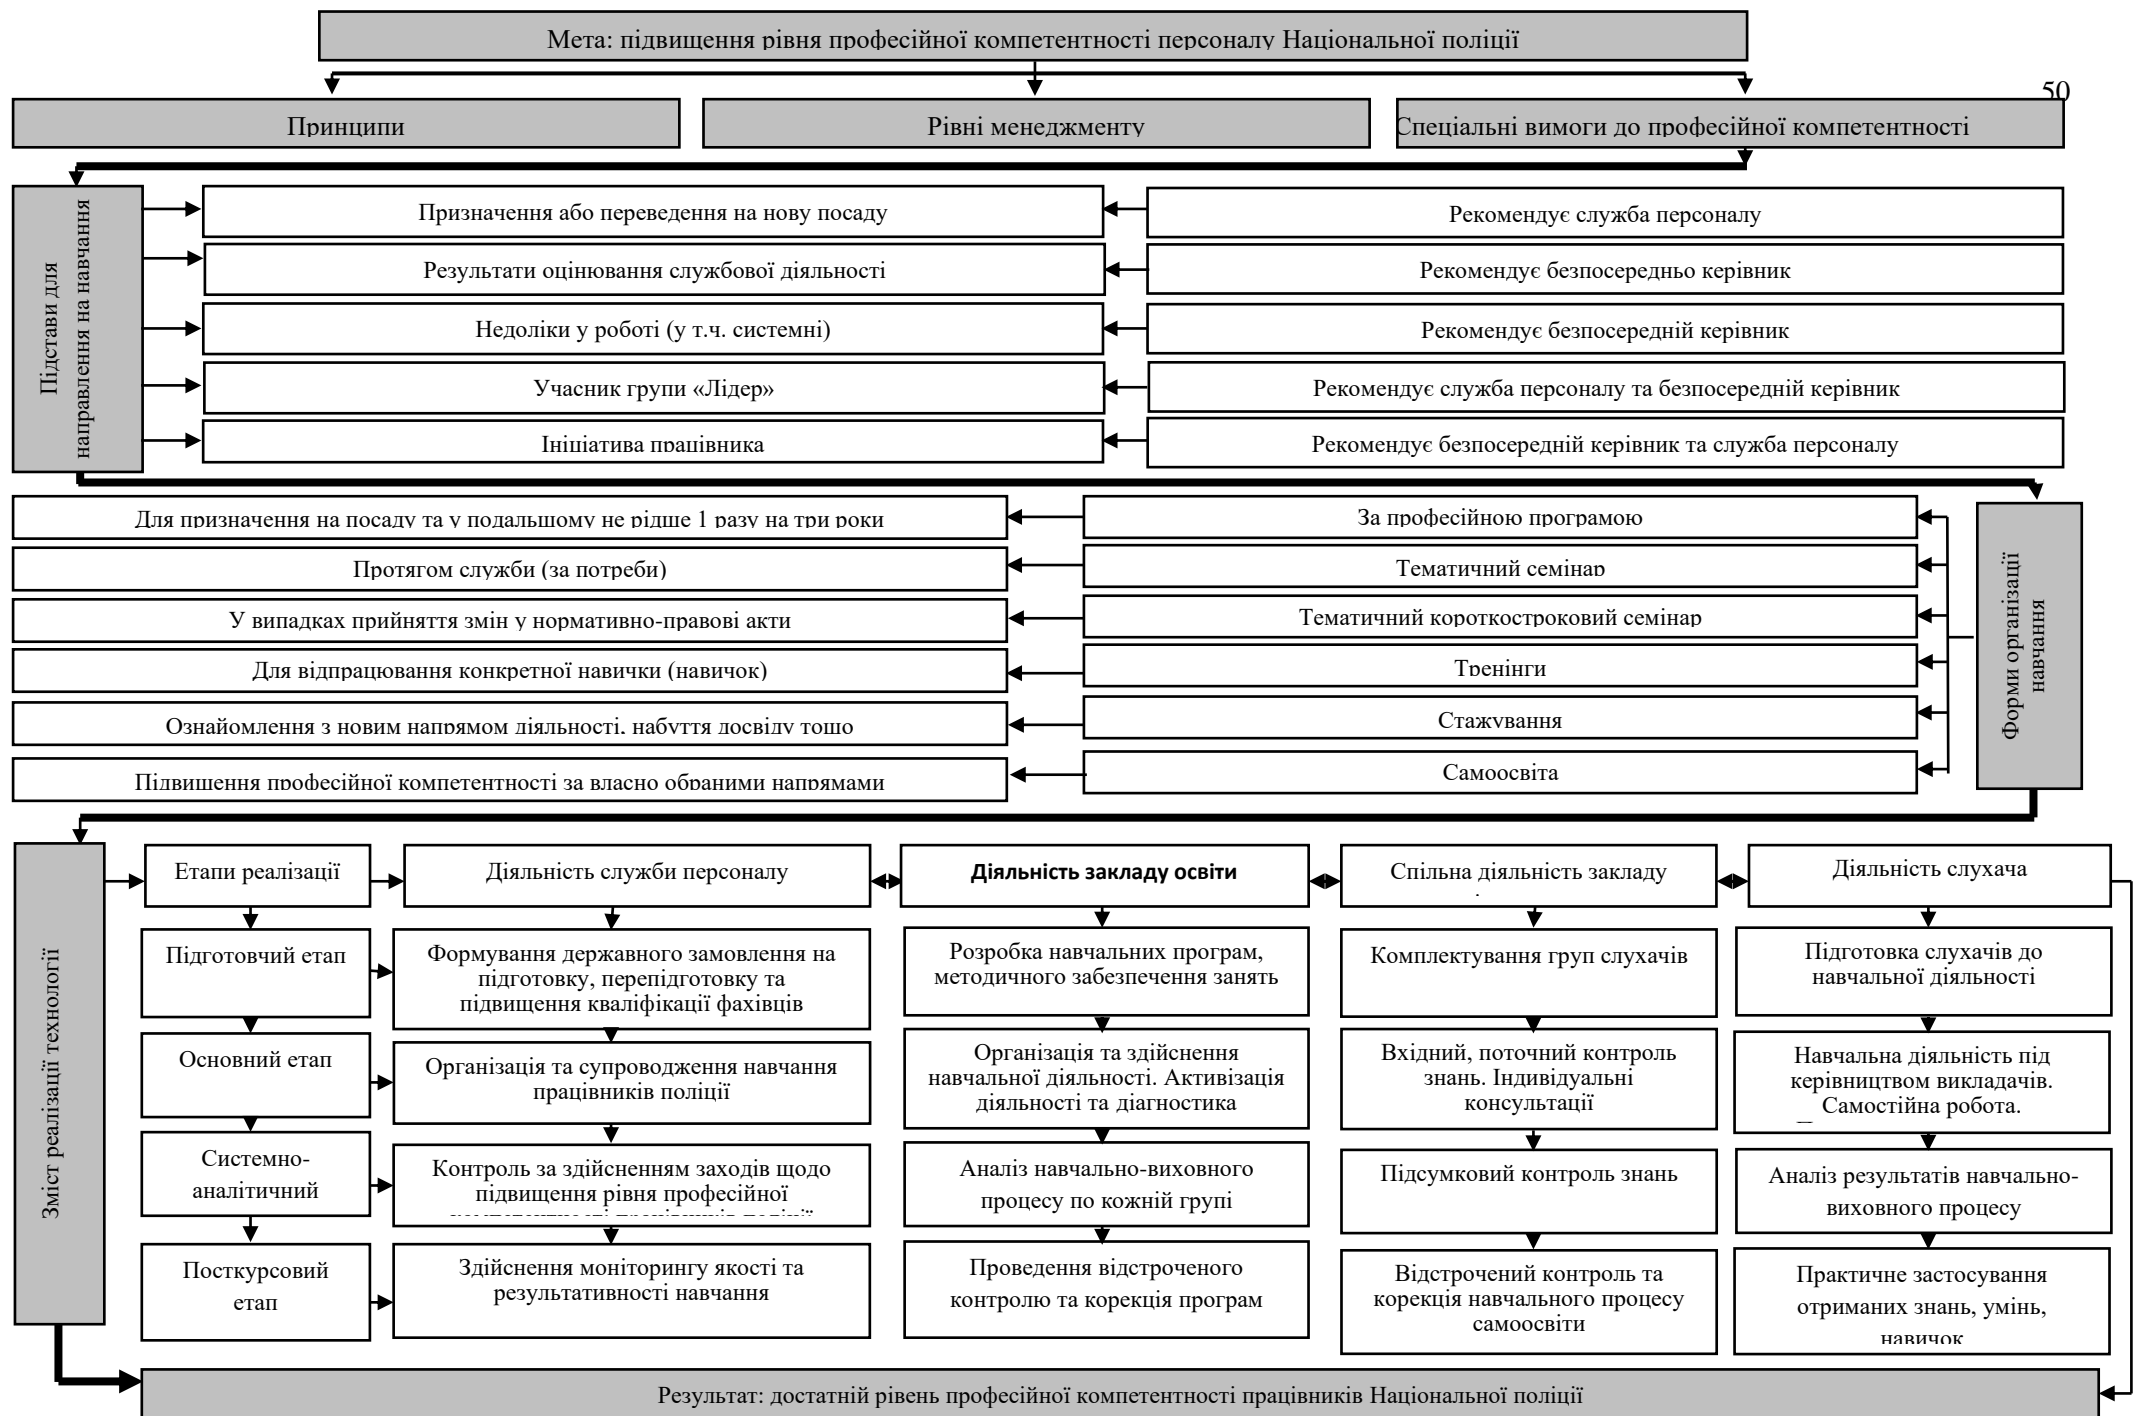 Мета: підвищення рівня професійної компетентності персоналу Національної поліції
50
Принципи
Рівні менеджменту
Спеціальні вимоги до професійної компетентності
Підстави для
направлення на навчання
Призначення або переведення на нову посаду
Рекомендує служба персоналу
Результати оцінювання службової діяльності
Рекомендує безпосередньо керівник
Недоліки у роботі (у т.ч. системні)
Рекомендує безпосередній керівник
Учасник групи «Лідер»
Рекомендує служба персоналу та безпосередній керівник
Ініціатива працівника
Рекомендує безпосередній керівник та служба персоналу
Для призначення на посаду та у подальшому не рідше 1 разу на три роки
За професійною програмою
Протягом служби (за потреби)
Тематичний семінар
У випадках прийняття змін у нормативно-правові акти
Тематичний короткостроковий семінар
Для відпрацювання конкретної навички (навичок)
Тренінги
Ознайомлення з новим напрямом діяльності, набуття досвіду тощо
Стажування
Підвищення професійної компетентності за власно обраними напрямами
Самоосвіта
Форми організації
навчання
Зміст реалізації технології
Етапи реалізації
Діяльність служби персоналу
Діяльність закладу освіти
Спільна діяльність закладу
Діяльність слухача
Підготовчий етап
Формування державного замовлення на
підготовку, перепідготовку та
підвищення кваліфікації фахівців
Розробка навчальних програм,
методичного забезпечення занять
Комплектування груп слухачів
Підготовка слухачів до
навчальної діяльності
Основний етап
Організація та супроводження навчання
працівників поліції
Організація та здійснення
навчальної діяльності. Активізація
діяльності та діагностика
Вхідний, поточний контроль
знань. Індивідуальні
консультації
Навчальна діяльність під
керівництвом викладачів.
Самостійна робота.
Системно-
аналітичний
Контроль за здійсненням заходів щодо
підвищення рівня професійної
компетентності працівників поліції
Аналіз навчально-виховного
процесу по кожній групі
Підсумковий контроль знань
Аналіз результатів навчально-
виховного процесу
Посткурсовий
етап
Здійснення моніторингу якості та
результативності навчання
Проведення відстроченого
контролю та корекція програм
Відстрочений контроль та
корекція навчального процесу
самоосвіти
Практичне застосування
отриманих знань, умінь,
навичок
Результат: достатній рівень професійної компетентності працівників Національної поліції